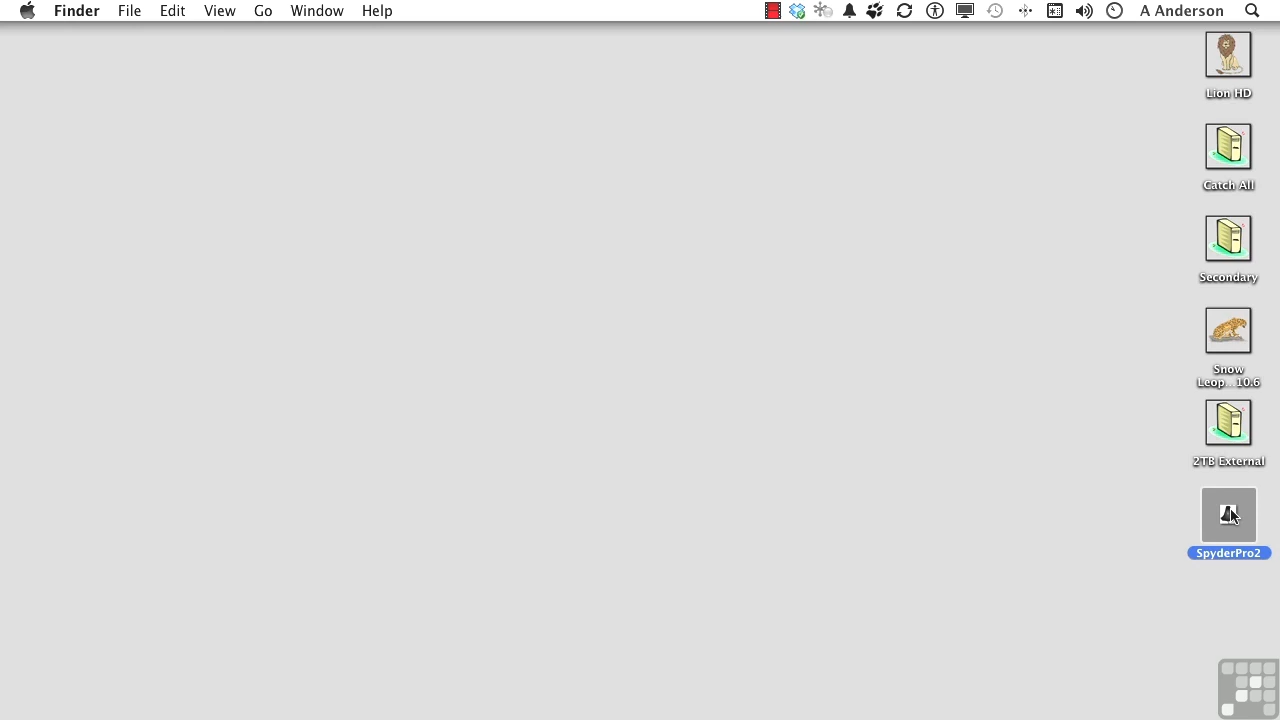 Finder File Edit View Go Window Help A Anderson
Lion HD
Catch All
Secondary
Snow
Leop...10.6
2TB External
SpyderPro2